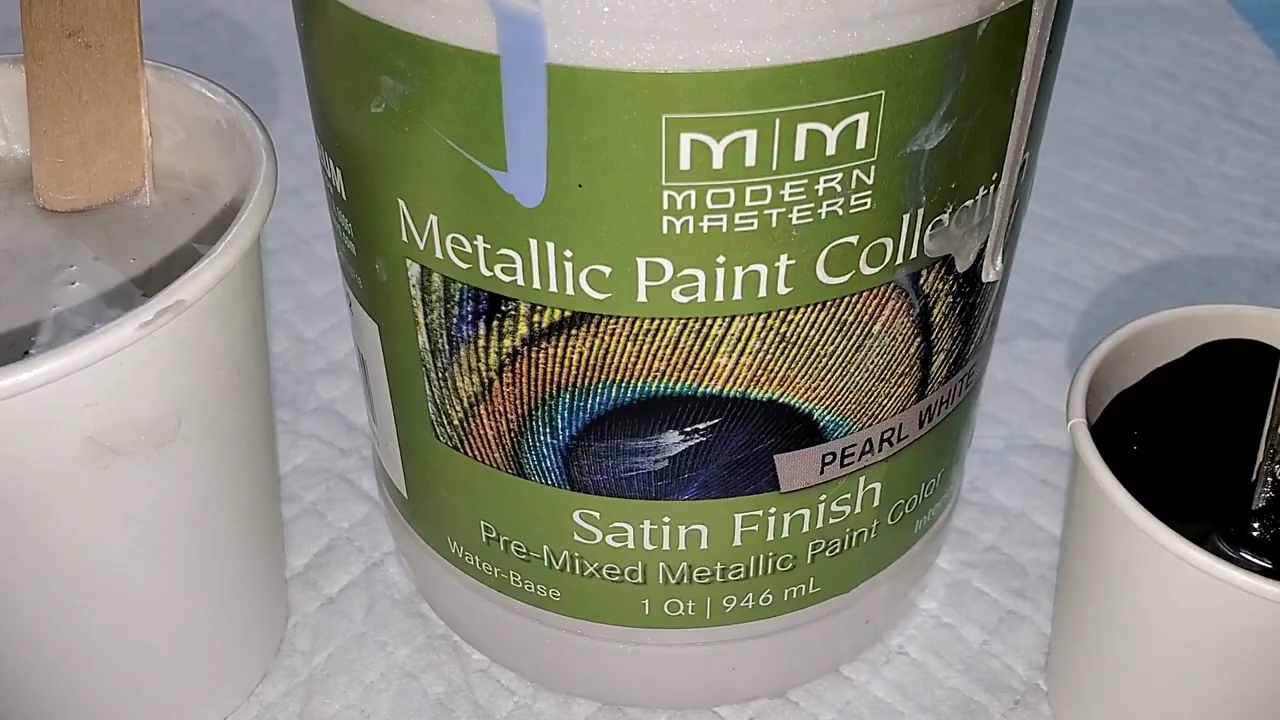 M|M
MODERN
MASTERS
Metallic Paint Collecti
PEARL WHITE
Satin Finish
Pre-Mixed Metallic Paint Color
Water-Base
1 Qt | 946 mL